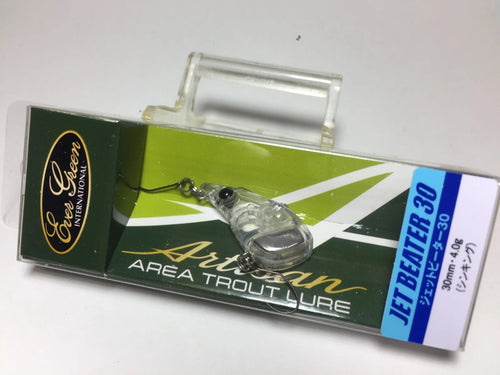 Ever Green
INTERNATIONAL
Artisan
AREA TROUT LURE
JET BEATER 30
ジェットビーター30
30mm・4.0g
(シンキング)